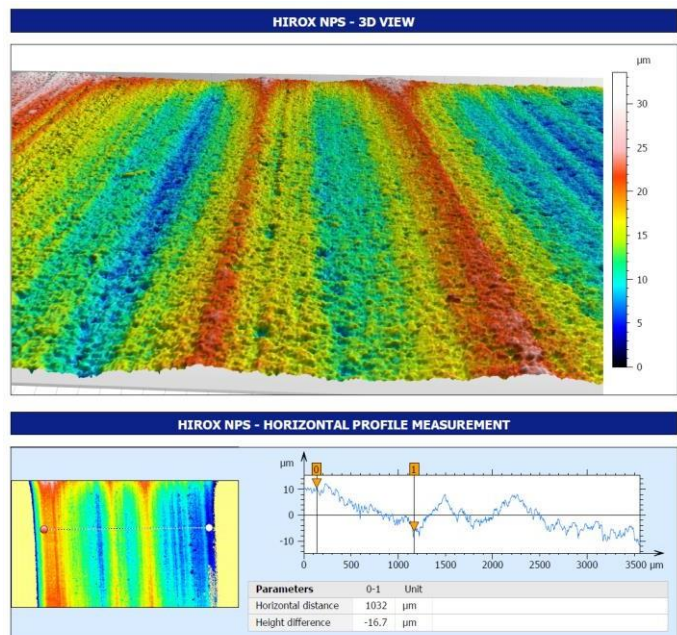 HIROX NPS - 3D VIEW
µm
30
25
20
15
10
5
0
HIROX NPS - HORIZONTAL PROFILE MEASUREMENT
µm
0 1
10
0
-10
0 500 1000 1500 2000 2500 3000 3500 µm
Parameters 0-1 Unit
Horizontal distance 1032 µm
Height difference -16.7 µm